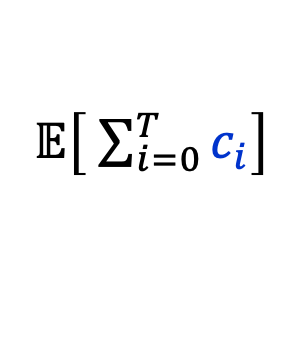 𝔼[ ∑_{i=0}^{T} c_i ]